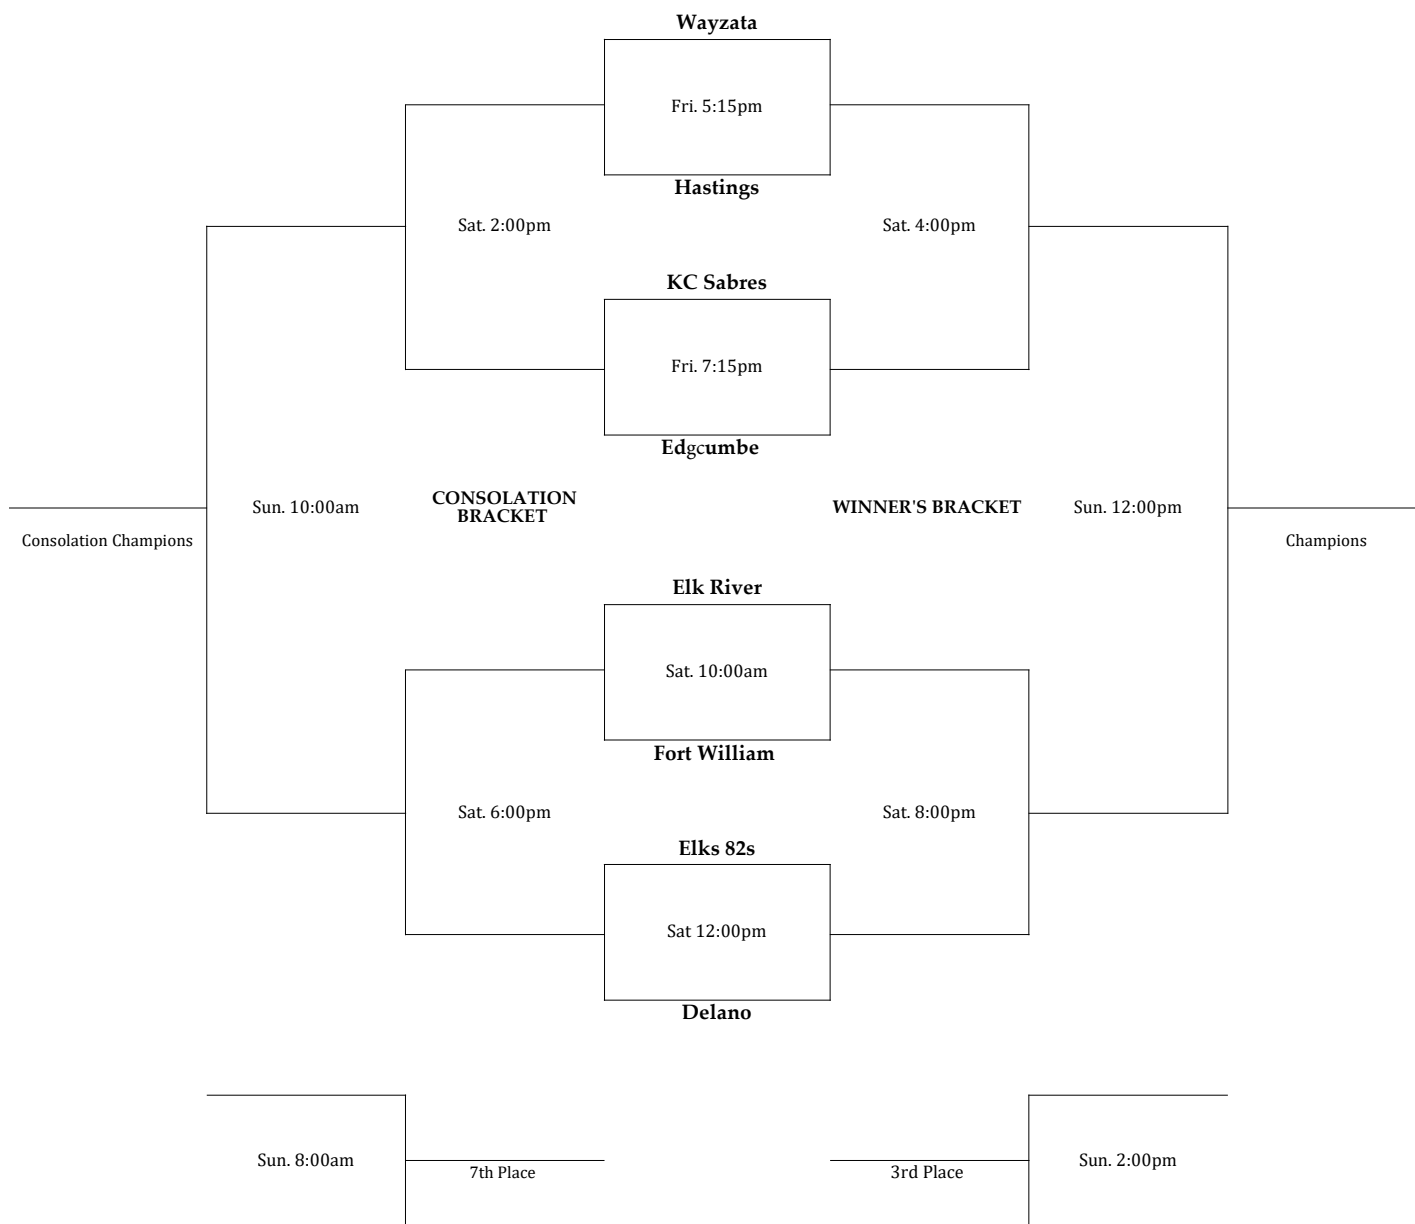 Wayzata
Fri. 5:15pm
Hastings
Sat. 2:00pm
Sat. 4:00pm
KC Sabres
Fri. 7:15pm
Edgcumbe
Sun. 10:00am
CONSOLATION
BRACKET
WINNER'S BRACKET
Sun. 12:00pm
Consolation Champions
Champions
Elk River
Sat. 10:00am
Fort William
Sat. 6:00pm
Sat. 8:00pm
Elks 82s
Sat 12:00pm
Delano
Sun. 8:00am
7th Place
3rd Place
Sun. 2:00pm